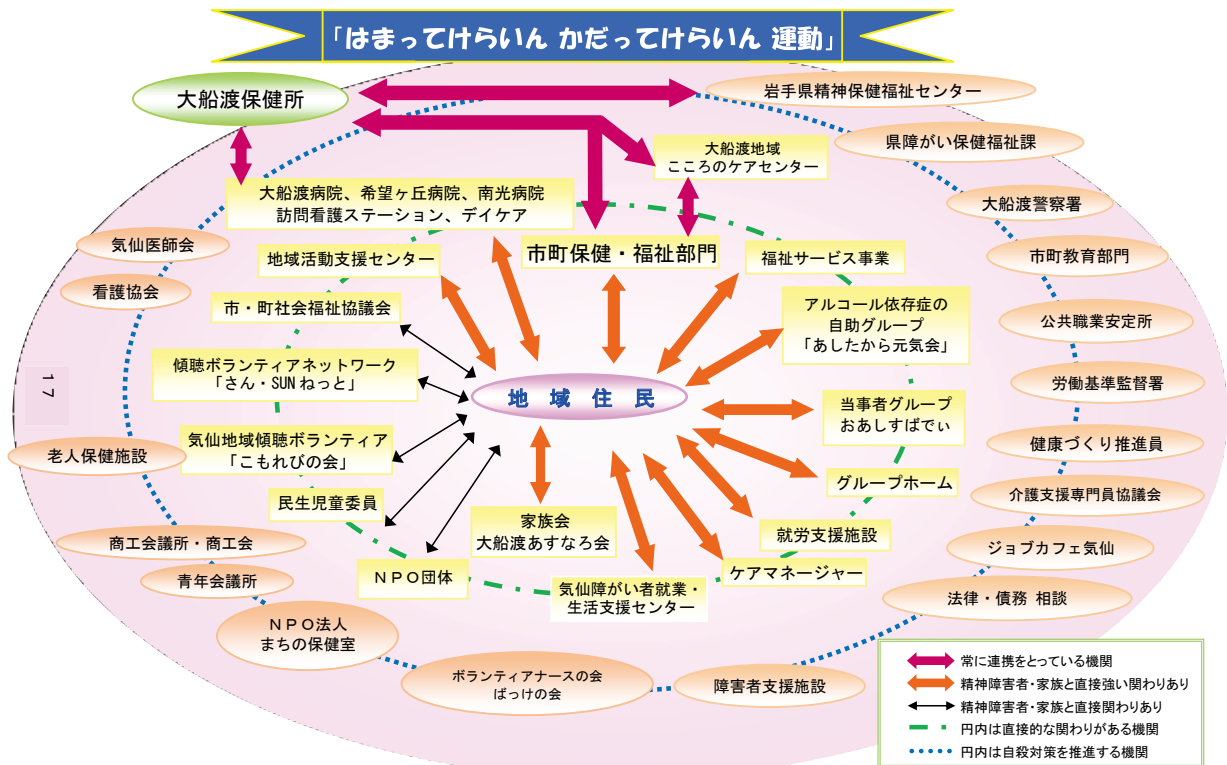 「はまってけらいん かだってけらいん 運動」
大船渡保健所
岩手県精神保健福祉センター
県障がい保健福祉課
大船渡地域
こころのケアセンター
大船渡病院、希望ヶ丘病院、南光病院
訪問看護ステーション、デイケア
大船渡警察署
気仙医師会
地域活動支援センター
市町保健・福祉部門
福祉サービス事業
市町教育部門
看護協会
市・町社会福祉協議会
アルコール依存症の
自助グループ
「あしたから元気会」
公共職業安定所
傾聴ボランティアネットワーク
「さん・SUNねっと」
17
地 域 住 民
労働基準監督署
当事者グループ
おあしすぱでぃ
気仙地域傾聴ボランティア
「こもれびの会」
老人保健施設
健康づくり推進員
グループホーム
民生児童委員
介護支援専門員協議会
家族会
大船渡あすなろ会
就労支援施設
商工会議所・商工会
ジョブカフェ気仙
青年会議所
NPO団体
ケアマネージャー
気仙障がい者就業・
生活支援センター
法律・債務 相談
NPO法人
まちの保健室
ボランティアナースの会
ばっけの会
障害者支援施設
常に連携をとっている機関
精神障害者・家族と直接強い関わりあり
精神障害者・家族と直接関わりあり
円内は直接的な関わりがある機関
円内は自殺対策を推進する機関